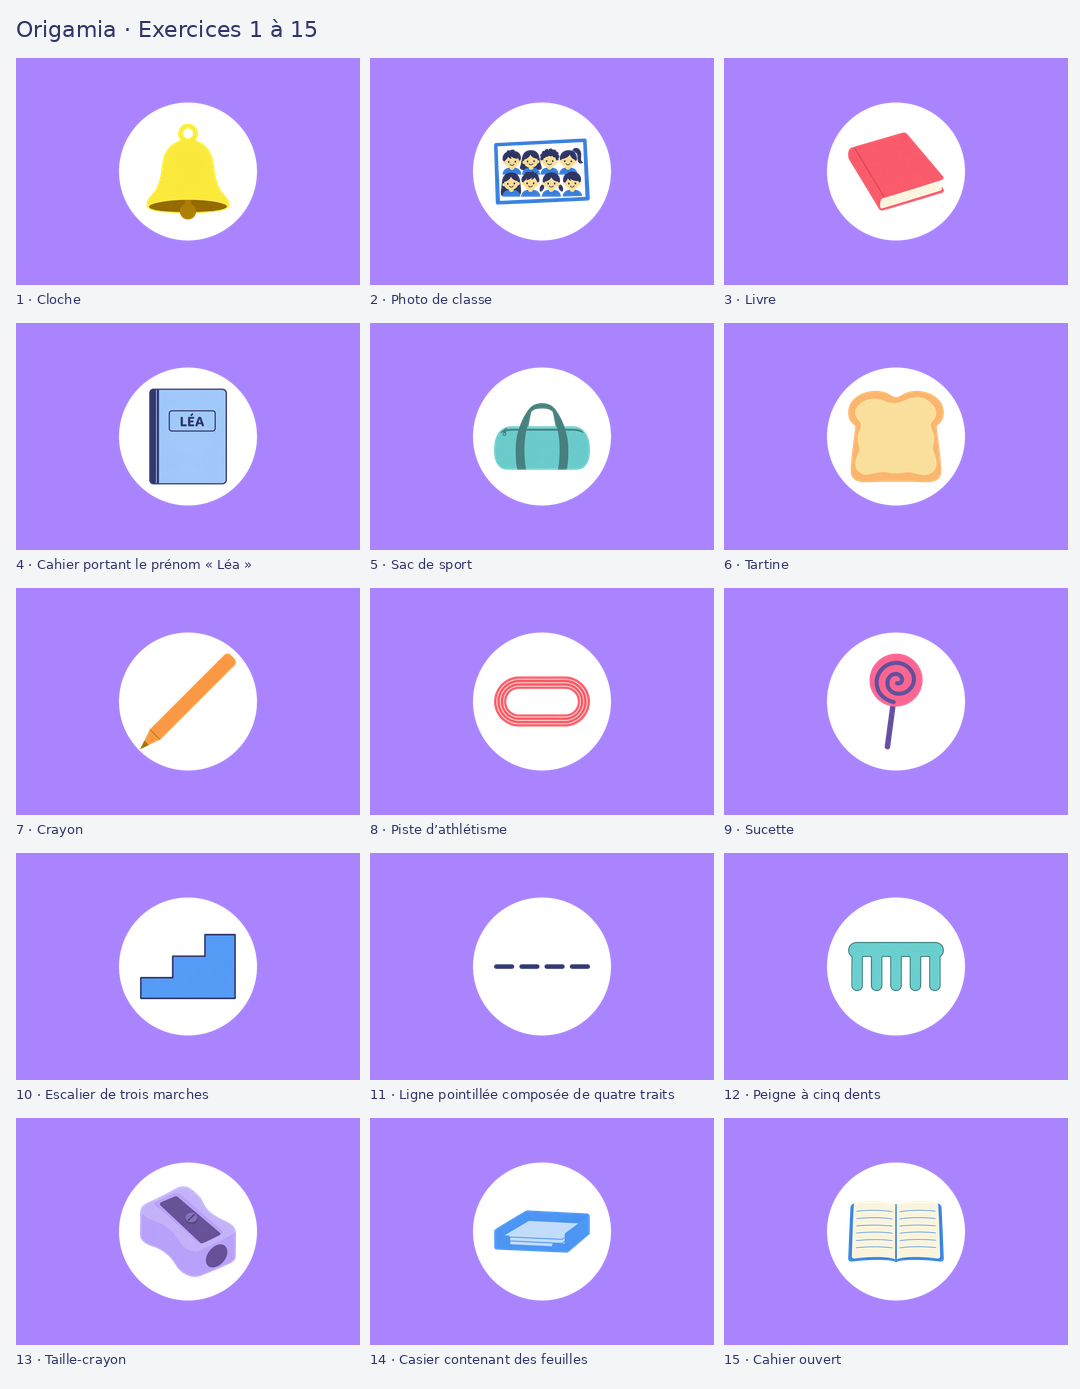 Origamia · Exercices 1 à 15
1 · Cloche
2 · Photo de classe
3 · Livre
LÉA
4 · Cahier portant le prénom « Léa »
5 · Sac de sport
6 · Tartine
7 · Crayon
8 · Piste d’athlétisme
9 · Sucette
10 · Escalier de trois marches
11 · Ligne pointillée composée de quatre traits
12 · Peigne à cinq dents
13 · Taille-crayon
14 · Casier contenant des feuilles
15 · Cahier ouvert